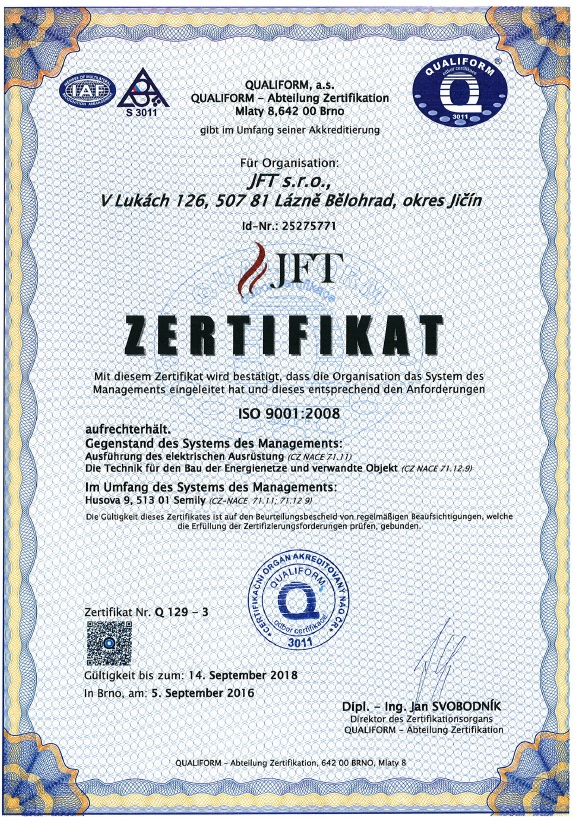 IAF
S 3011
QUALIFORM, a.s.
QUALIFORM – Abteilung Zertifikation
Mlaty 8,642 00 Brno
gibt im Umfang seiner Akkreditierung
QUALIFORM®
odbor certifikace
Q
3011
Für Organisation:
JFT s.r.o.,
V Lukách 126, 507 81 Lázně Bělohrad, okres Jičín
Id-Nr.: 25275771
JFT
ZERTIFIKAT
Mit diesem Zertifikat wird bestätigt, dass die Organisation das System des
Managements eingeleitet hat und dieses entsprechend den Anforderungen
ISO 9001:2008
aufrechterhält.
Gegenstand des Systems des Managements:
Ausführung des elektrischen Ausrüstung (CZ NACE 71.11)
Die Technik für den Bau der Energienetze und verwandte Objekt (CZ NACE 71.12.9)
Im Umfang des Systems des Managements:
Husova 9, 513 01 Semily (CZ-NACE 71.11; 71.12 9)
Die Gültigkeit dieses Zertifikates ist auf den Beurteilungsbescheid von regelmäßigen Beaufsichtigungen, welche
die Erfüllung der Zertifizierungsforderungen prüfen, gebunden.
CERTIFIKAČNÍ ORGÁN AKREDITOVANÝ NAO ČR
QUALIFORM®
Q
odbor certifikace
3011
Zertifikat Nr. Q 129 – 3
Gültigkeit bis zum: 14. September 2018
In Brno, am: 5. September 2016
Dipl. – Ing. Jan SVOBODNÍK
Direktor des Zertifikationsorgans
QUALIFORM – Abteilung Zertifikation
QUALIFORM – Abteilung Zertifikation, 642 00 BRNO, Mlaty 8